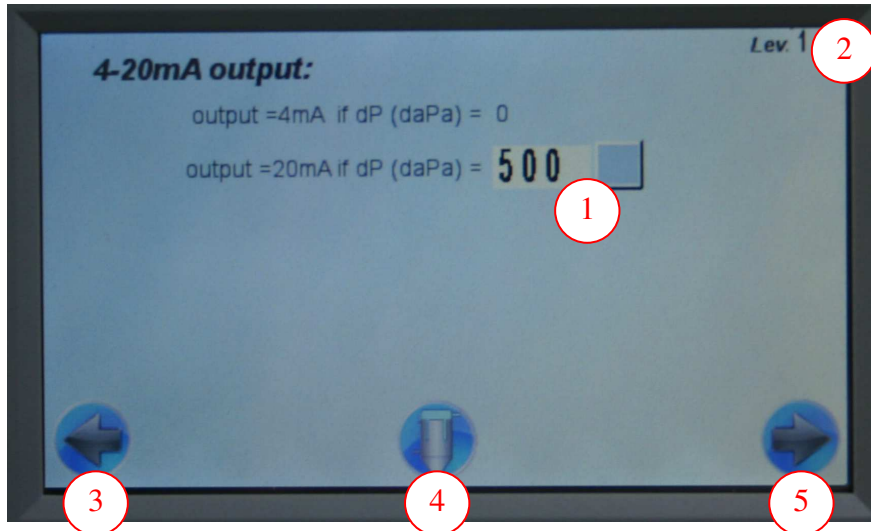 Lev. 1
2
4-20mA output:
output =4mA if dP (daPa) = 0
output =20mA if dP (daPa) = 500
1
3
4
5